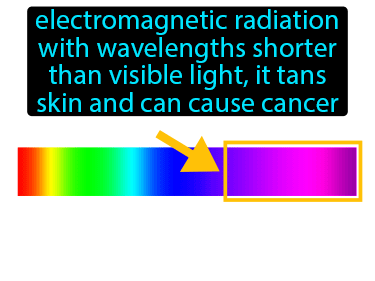 electromagnetic radiation
with wavelengths shorter
than visible light, it tans
skin and can cause cancer